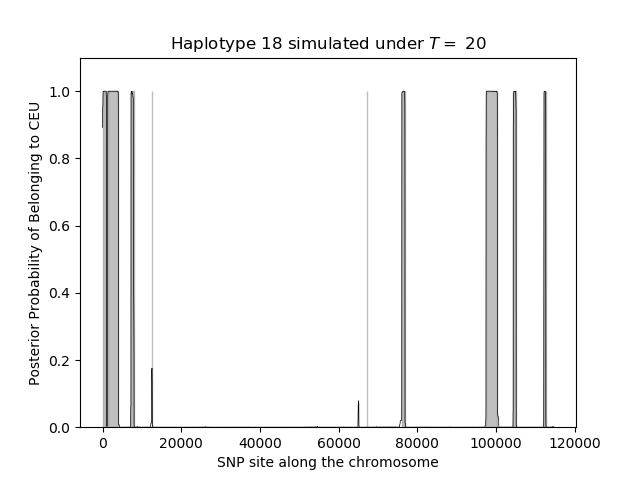 Haplotype 18 simulated under T = 20
Posterior Probability of Belonging to CEU
1.0
0.8
0.6
0.4
0.2
0.0
0 20000 40000 60000 80000 100000 120000
SNP site along the chromosome